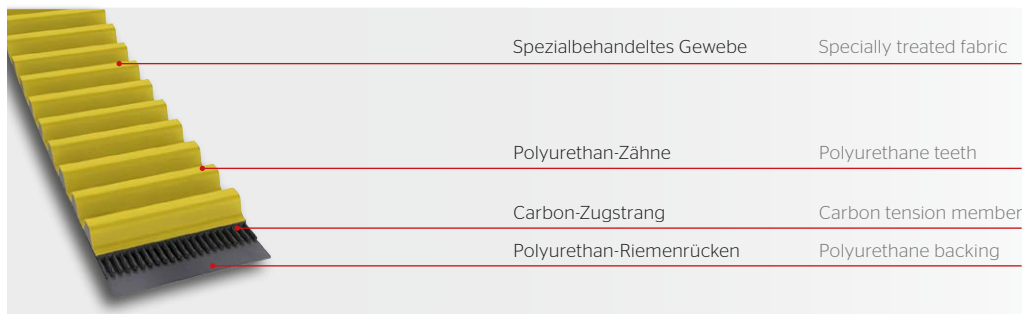 Spezialbehandeltes Gewebe Specially treated fabric
Polyurethan-Zähne Polyurethane teeth
Carbon-Zugstrang Carbon tension member
Polyurethan-Riemenrücken Polyurethane backing